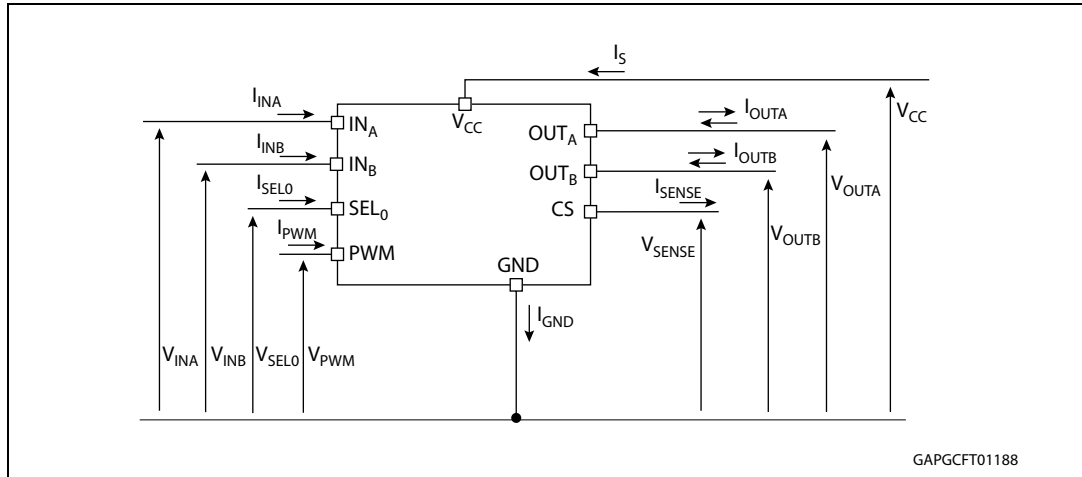 I_S
I_INA
V_CC
I_OUTA
IN_A
V_CC
OUT_A
I_INB
I_OUTB
IN_B
OUT_B
I_SEL0
I_SENSE
V_OUTA
SEL_0
CS
I_PWM
V_OUTB
PWM
GND
V_SENSE
I_GND
V_INA
V_INB
V_SEL0
V_PWM
GAPGCFT01188